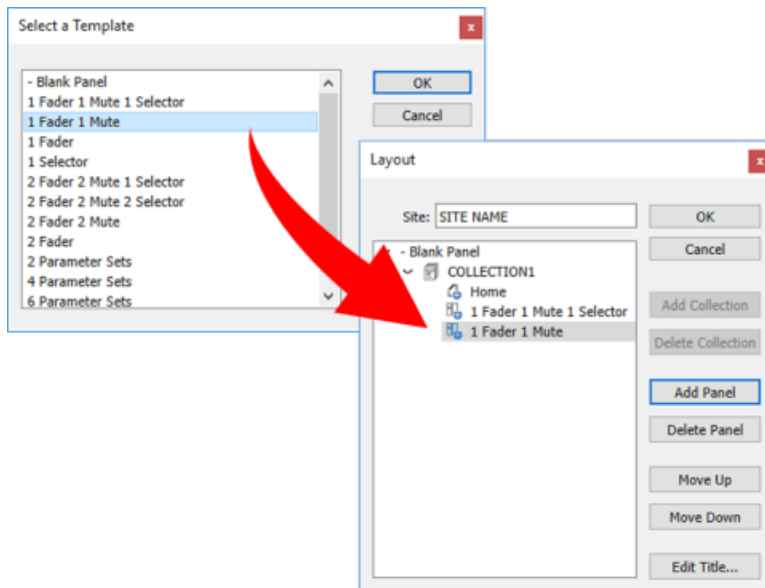 Select a Template
x
- Blank Panel
1 Fader 1 Mute 1 Selector
1 Fader 1 Mute
1 Fader
1 Selector
2 Fader 2 Mute 1 Selector
2 Fader 2 Mute 2 Selector
2 Fader 2 Mute
2 Fader
2 Parameter Sets
4 Parameter Sets
6 Parameter Sets
OK
Cancel
Layout
x
Site: SITE NAME
- Blank Panel
COLLECTION1
Home
1 Fader 1 Mute 1 Selector
1 Fader 1 Mute
OK
Cancel
Add Collection
Delete Collection
Add Panel
Delete Panel
Move Up
Move Down
Edit Title...